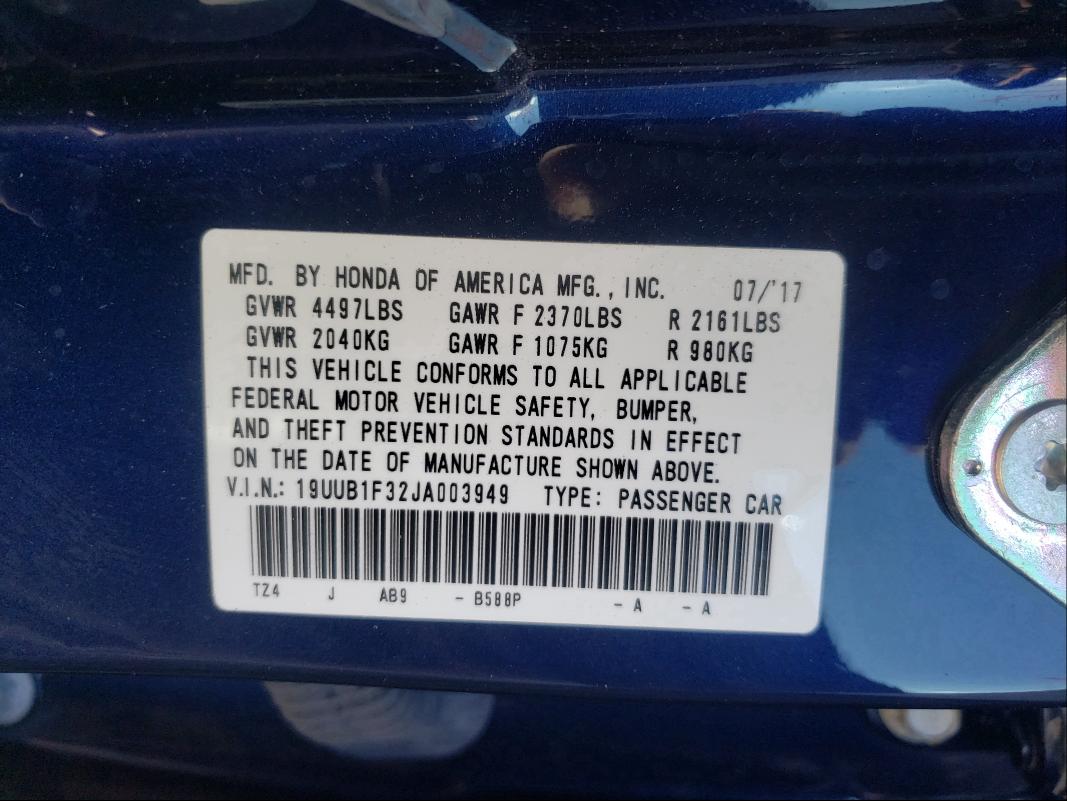 MFD. BY HONDA OF AMERICA MFG., INC. 07/'17
GVWR 4497LBS GAWR F 2370LBS R 2161LBS
GVWR 2040KG GAWR F 1075KG R 980KG
THIS VEHICLE CONFORMS TO ALL APPLICABLE
FEDERAL MOTOR VEHICLE SAFETY, BUMPER,
AND THEFT PREVENTION STANDARDS IN EFFECT
ON THE DATE OF MANUFACTURE SHOWN ABOVE.
V.I.N.: 19UUB1F32JA003949 TYPE: PASSENGER CAR
TZ4 J AB9 - B588P - A - A